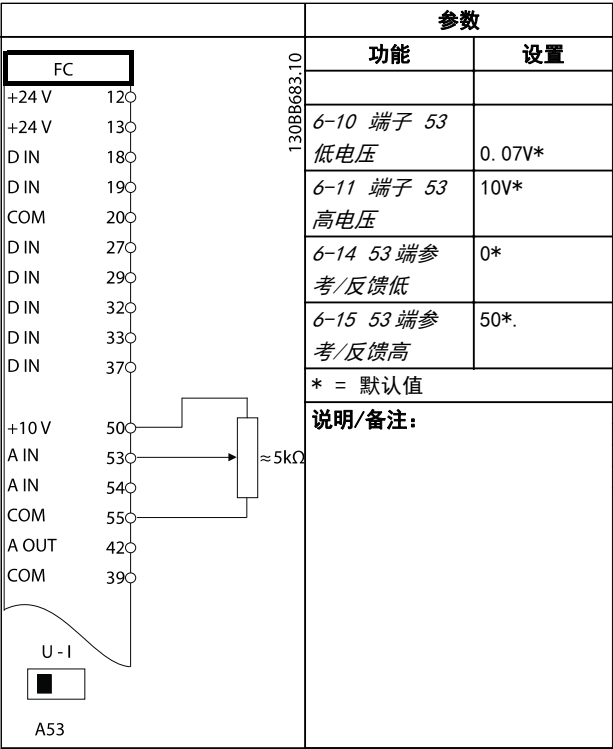 参数
功能 设置
FC
+24 V 12
+24 V 13
D IN 18
D IN 19
COM 20
D IN 27
D IN 29
D IN 32
D IN 33
D IN 37
+10 V 50
A IN 53
A IN 54
COM 55
A OUT 42
COM 39
≈5kΩ
U - I
A53
130BB683.10
6-10 端子 53
低电压 0.07V*
6-11 端子 53 10V*
高电压
6-14 53 端参 0*
考/反馈低
6-15 53 端参 50*.
考/反馈高
* = 默认值
说明/备注：